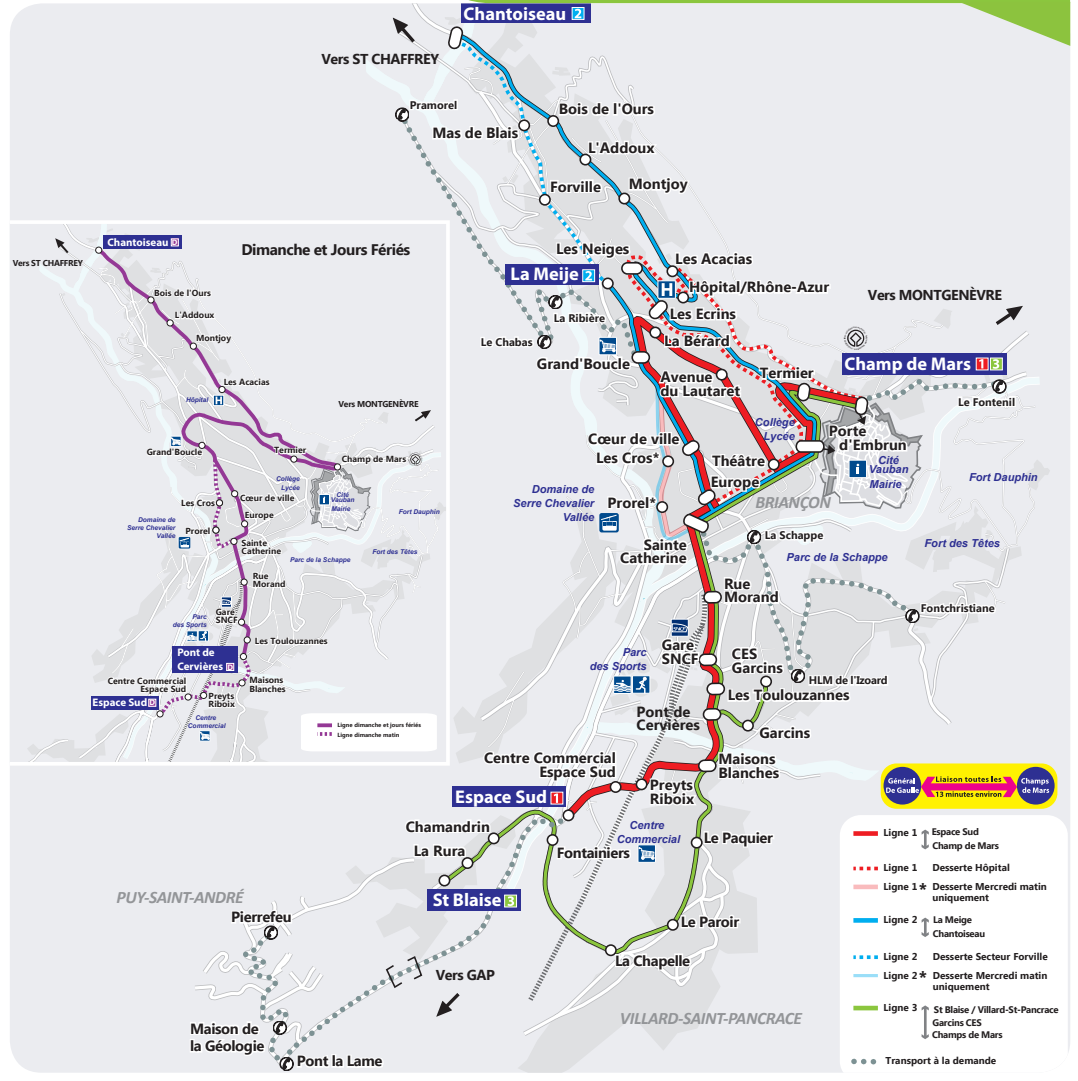 Chantoiseau 2
Vers ST CHAFFREY
Pramorel
Bois de l'Ours
Mas de Blais
L'Addoux
Forville
Montjoy
Les Neiges
Les Acacias
La Meije 2
H
Hôpital/Rhône-Azur
Vers MONTGENÈVRE
La Ribière
Les Ecrins
Le Chabas
La Bérard
Grand'Boucle
Champ de Mars 1 3
Avenue
du Lautaret
Termier
Le Fontenil
Collège
Lycée
Porte
d'Embrun
Cœur de ville
Les Cros*
Théâtre
i
Cité
Vauban
Mairie
Europe
Fort Dauphin
Domaine de
Serre Chevalier
Vallée
Prorel*
BRIANÇON
La Schappe
Fort des Têtes
Sainte
Catherine
Parc de la Schappe
Rue
Morand
Fontchristiane
Gare
SNCF
CES
Garcins
Parc
des Sports
HLM de l'Izoard
Les Toulouzannes
Pont de
Cervières
Garcins
Centre Commercial
Espace Sud
Maisons
Blanches
Preyts
Riboix
Espace Sud 1
Centre
Commercial
Chamandrin
Le Paquier
La Rura
Fontainiers
St Blaise 3
PUY-SAINT-ANDRÉ
Pierrefeu
Le Paroir
La Chapelle
Vers GAP
VILLARD-SAINT-PANCRACE
Maison de
la Géologie
Pont la Lame
Dimanche et Jours Fériés
Chantoiseau D
Vers ST CHAFFREY
Bois de l'Ours
L'Addoux
Montjoy
Les Acacias
Hôpital H
Vers MONTGENÈVRE
Grand'Boucle
Termier
Champ de Mars
Collège
Lycée
Les Cros
Cœur de ville
i
Cité
Vauban
Mairie
Domaine de
Serre Chevalier
Vallée
Prorel
Europe
Fort Dauphin
Sainte
Catherine
Fort des Têtes
Parc de la Schappe
Rue
Morand
Parc
des Sports
Gare
SNCF
Les Toulouzannes
Pont de
Cervières D
Centre Commercial
Espace Sud
Maisons
Blanches
Preyts
Riboix
Espace Sud D
Centre
Commercial
Ligne dimanche et jours fériés
Ligne dimanche matin
Général
De Gaulle
Liaison toutes les
13 minutes environ
Champs
de Mars
Ligne 1 Espace Sud
Champ de Mars
Ligne 1 Desserte Hôpital
Ligne 1* Desserte Mercredi matin
uniquement
Ligne 2 La Meige
Chantoiseau
Ligne 2 Desserte Secteur Forville
Ligne 2* Desserte Mercredi matin
uniquement
Ligne 3 St Blaise / Villard-St-Pancrace
Garcins CES
Champs de Mars
Transport à la demande